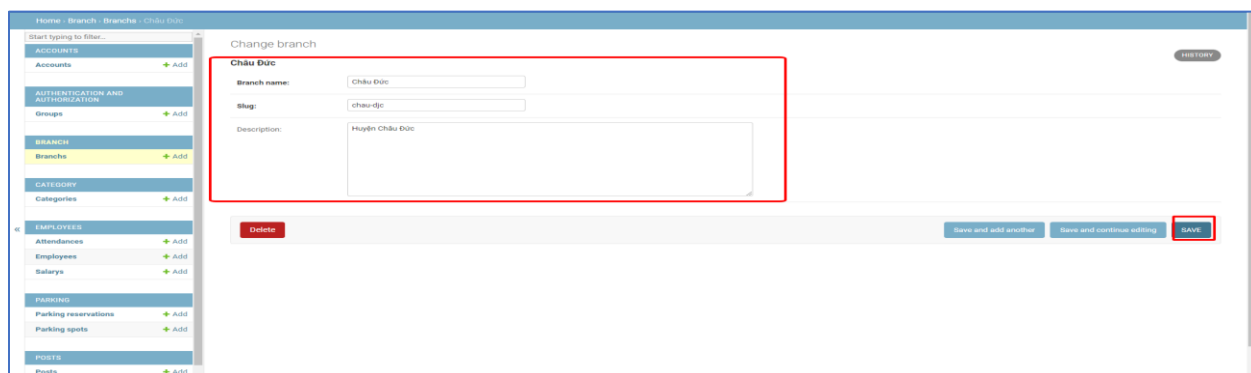 Home › Branch › Branchs › Châu Đức
Start typing to filter...
ACCOUNTS
Accounts + Add
AUTHENTICATION AND
AUTHORIZATION
Groups + Add
BRANCH
Branchs + Add
CATEGORY
Categories + Add
«
EMPLOYEES
Attendances + Add
Employees + Add
Salarys + Add
PARKING
Parking reservations + Add
Parking spots + Add
POSTS
Posts + Add
Change branch
HISTORY
Châu Đức
Branch name: Châu Đức
Slug: chau-djc
Description: Huyện Châu Đức
Delete Save and add another Save and continue editing SAVE